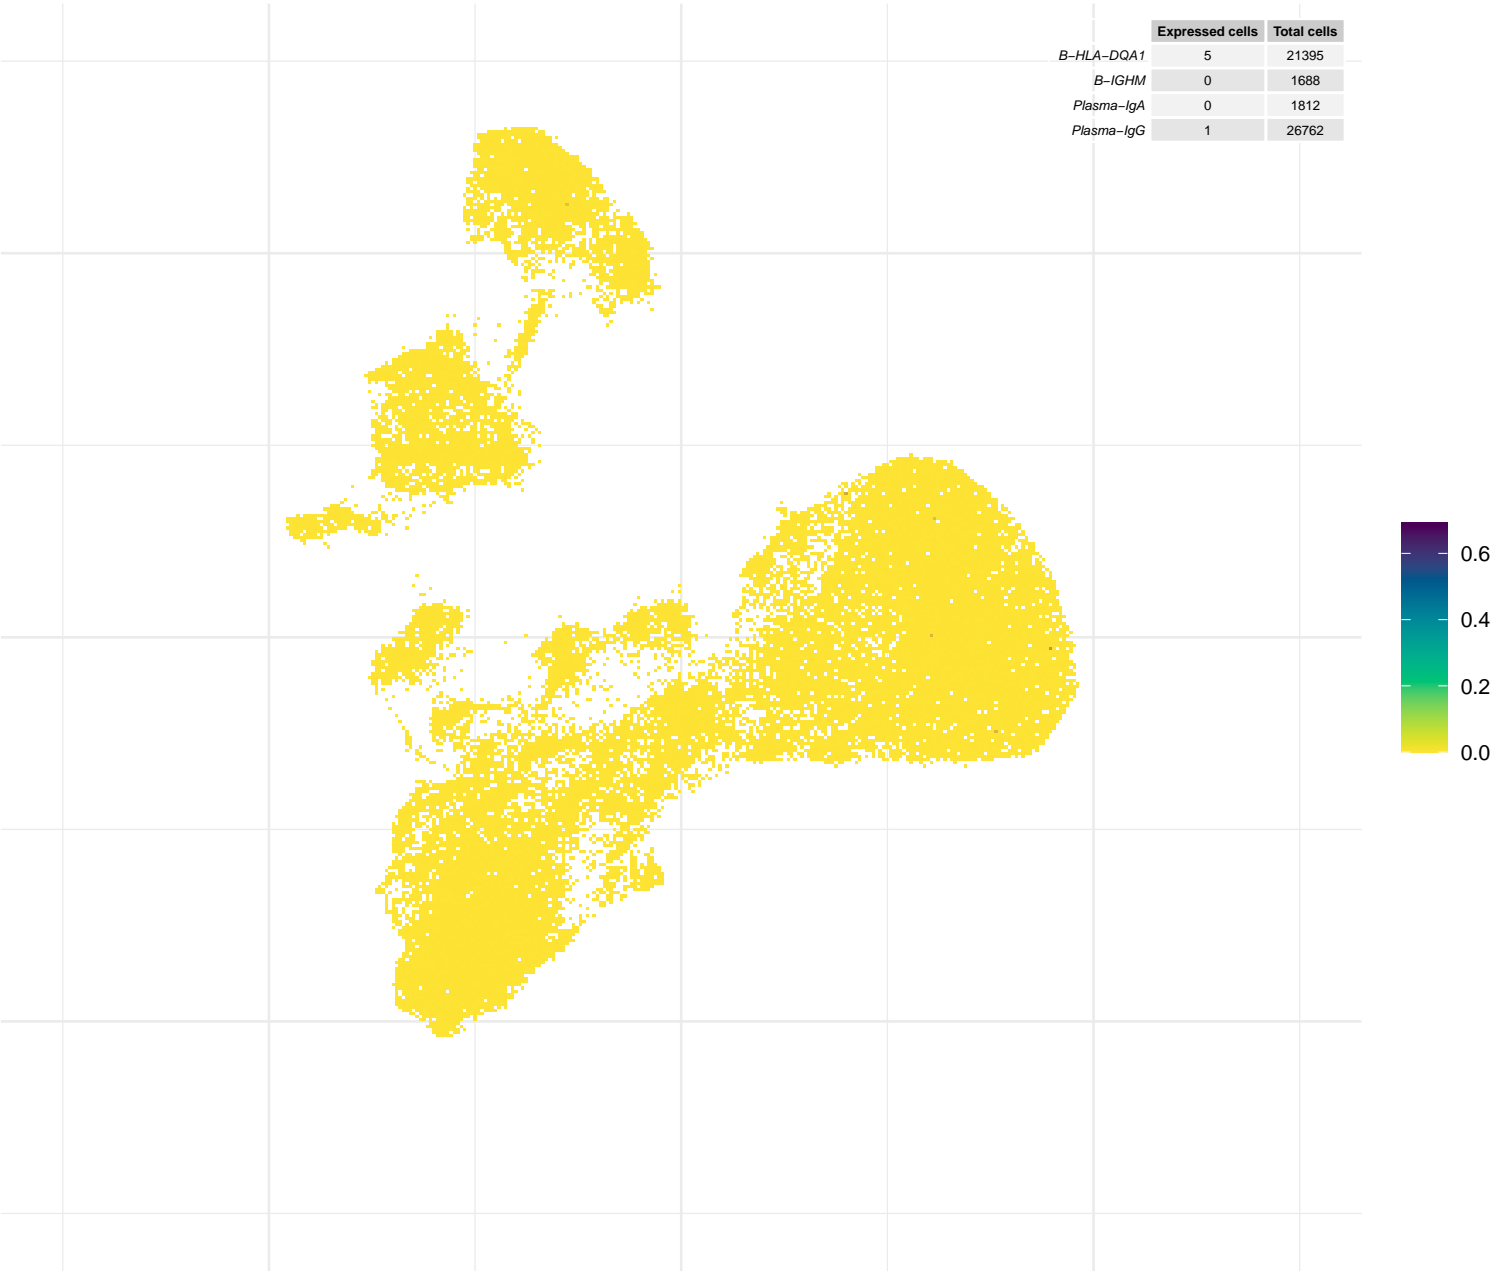 Expressed cells Total cells
B−HLA−DQA1 5 21395
B−IGHM 0 1688
Plasma−IgA 0 1812
Plasma−IgG 1 26762
0.6
0.4
0.2
0.0